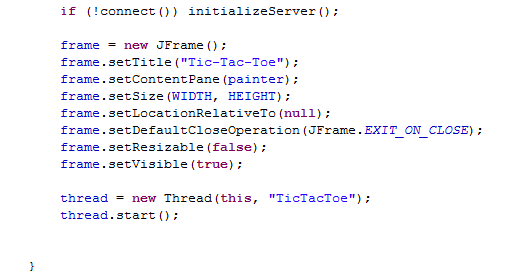 if (!connect()) initializeServer();
frame = new JFrame();
frame.setTitle("Tic-Tac-Toe");
frame.setContentPane(painter);
frame.setSize(WIDTH, HEIGHT);
frame.setLocationRelativeTo(null);
frame.setDefaultCloseOperation(JFrame.EXIT_ON_CLOSE);
frame.setResizable(false);
frame.setVisible(true);
thread = new Thread(this, "TicTacToe");
thread.start();
}